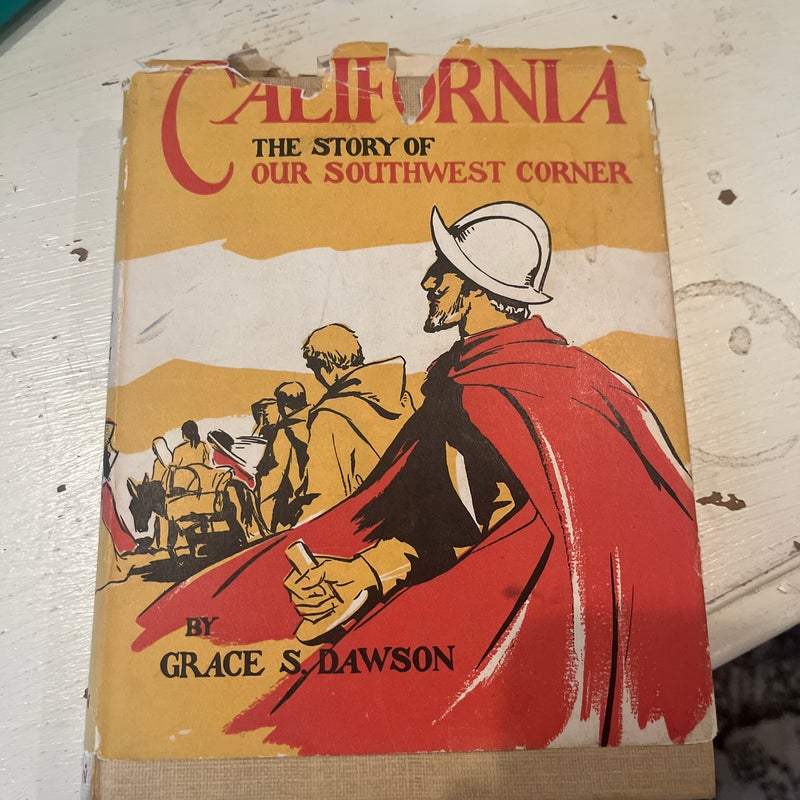 CALIFORNIA
THE STORY OF
OUR SOUTHWEST CORNER
BY
GRACE S. DAWSON